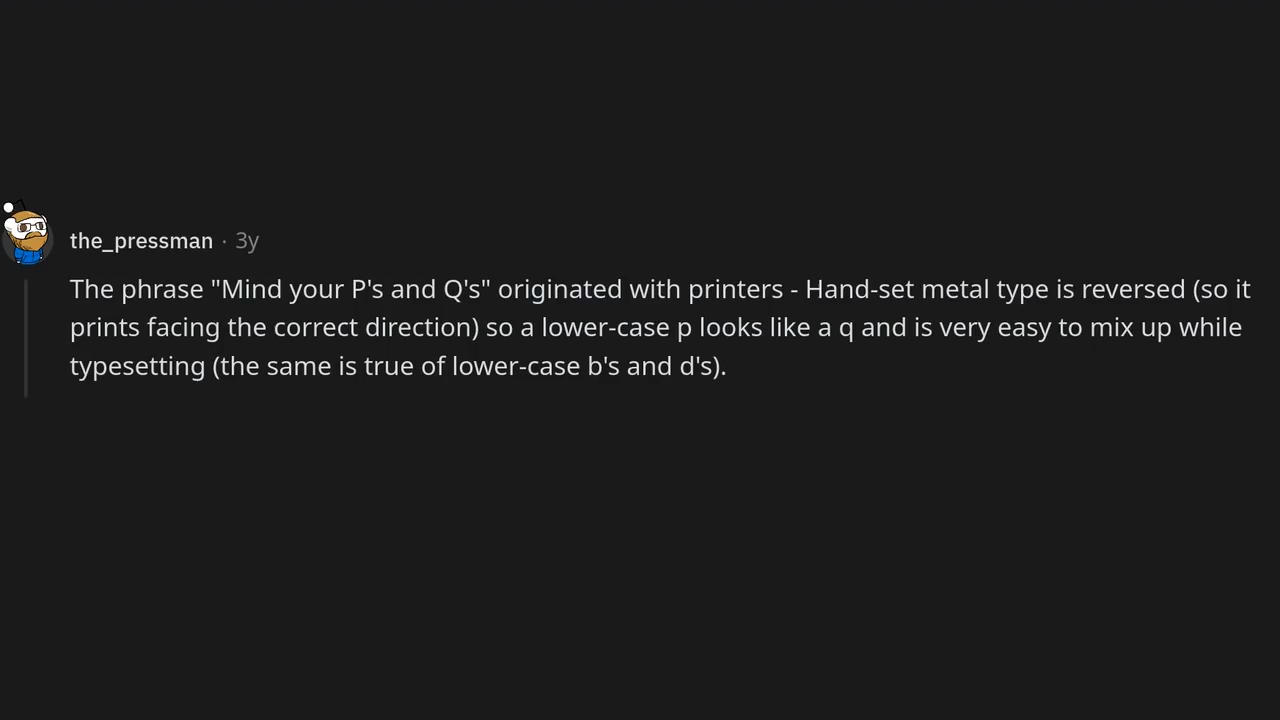 the_pressman · 3y
The phrase "Mind your P's and Q's" originated with printers - Hand-set metal type is reversed (so it
prints facing the correct direction) so a lower-case p looks like a q and is very easy to mix up while
typesetting (the same is true of lower-case b's and d's).